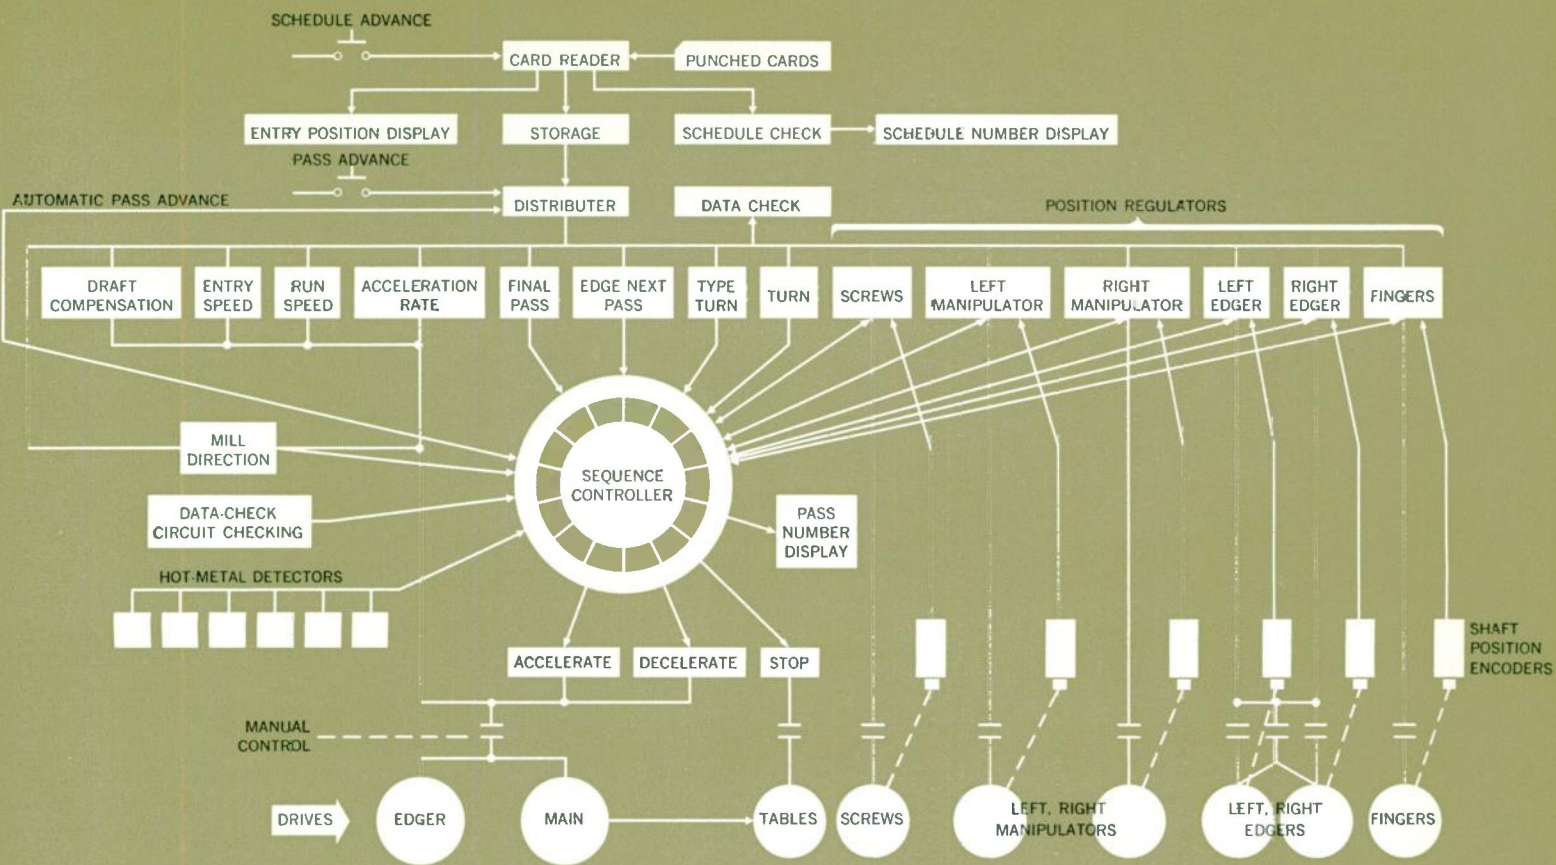 SCHEDULE ADVANCE
CARD READER
PUNCHED CARDS
ENTRY POSITION DISPLAY
STORAGE
SCHEDULE CHECK
SCHEDULE NUMBER DISPLAY
PASS ADVANCE
AUTOMATIC PASS ADVANCE
DISTRIBUTER
DATA CHECK
POSITION REGULATORS
DRAFT
COMPENSATION
ENTRY
SPEED
RUN
SPEED
ACCELERATION
RATE
FINAL
PASS
EDGE NEXT
PASS
TYPE
TURN
TURN
SCREWS
LEFT
MANIPULATOR
RIGHT
MANIPULATOR
LEFT
EDGER
RIGHT
EDGER
FINGERS
MILL
DIRECTION
SEQUENCE
CONTROLLER
DATA-CHECK
CIRCUIT CHECKING
PASS
NUMBER
DISPLAY
HOT-METAL DETECTORS
SHAFT
POSITION
ENCODERS
ACCELERATE
DECELERATE
STOP
MANUAL
CONTROL
DRIVES
EDGER
MAIN
TABLES
SCREWS
LEFT, RIGHT
MANIPULATORS
LEFT, RIGHT
EDGERS
FINGERS